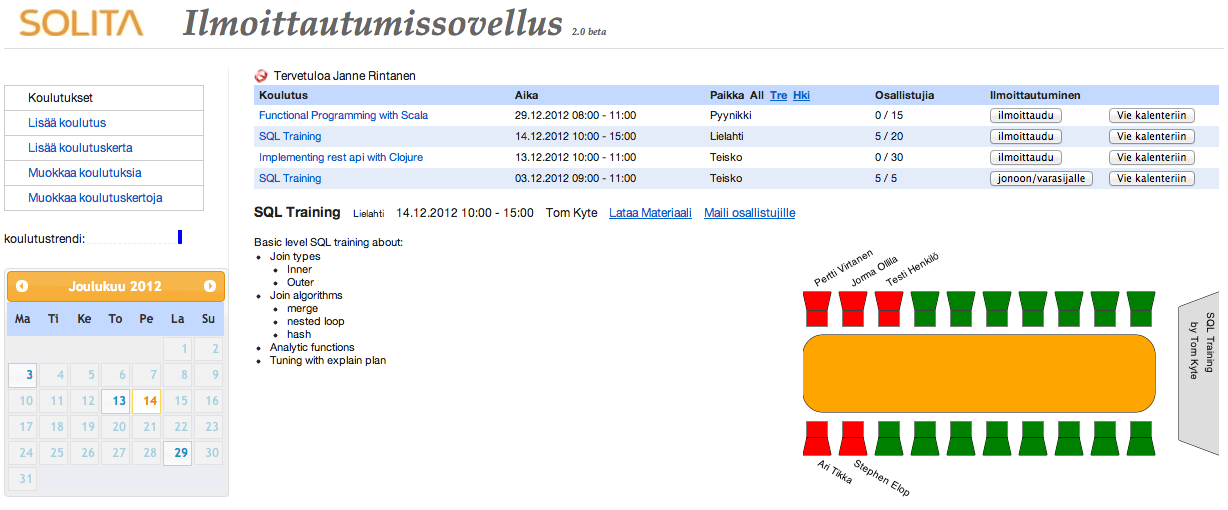 SOLITA Ilmoittautumissovellus 2.0 beta
Koulutukset
Lisää koulutus
Lisää koulutuskerta
Muokkaa koulutuksia
Muokkaa koulutuskertoja
koulutustrendi:
Joulukuu 2012
Ma Ti Ke To Pe La Su
1 2
3 4 5 6 7 8 9
10 11 12 13 14 15 16
17 18 19 20 21 22 23
24 25 26 27 28 29 30
31
Tervetuloa Janne Rintanen
Koulutus Aika Paikka All Tre Hki Osallistujia Ilmoittautuminen
Functional Programming with Scala 29.12.2012 08:00 - 11:00 Pyynikki 0 / 15 ilmoittaudu Vie kalenteriin
SQL Training 14.12.2012 10:00 - 15:00 Lielahti 5 / 20 ilmoittaudu Vie kalenteriin
Implementing rest api with Clojure 13.12.2012 10:00 - 11:00 Teisko 0 / 30 ilmoittaudu Vie kalenteriin
SQL Training 03.12.2012 09:00 - 11:00 Teisko 5 / 5 jonoon/varasijalle Vie kalenteriin
SQL Training Lielahti 14.12.2012 10:00 - 15:00 Tom Kyte Lataa Materiaali Maili osallistujille
Basic level SQL training about:
• Join types
• Inner
• Outer
• Join algorithms
• merge
• nested loop
• hash
• Analytic functions
• Tuning with explain plan
Pertti Virtanen
Jorma Ollila
Testi Henkilö
SQL Training
by Tom Kyte
Ari Tikka
Stephen Elop